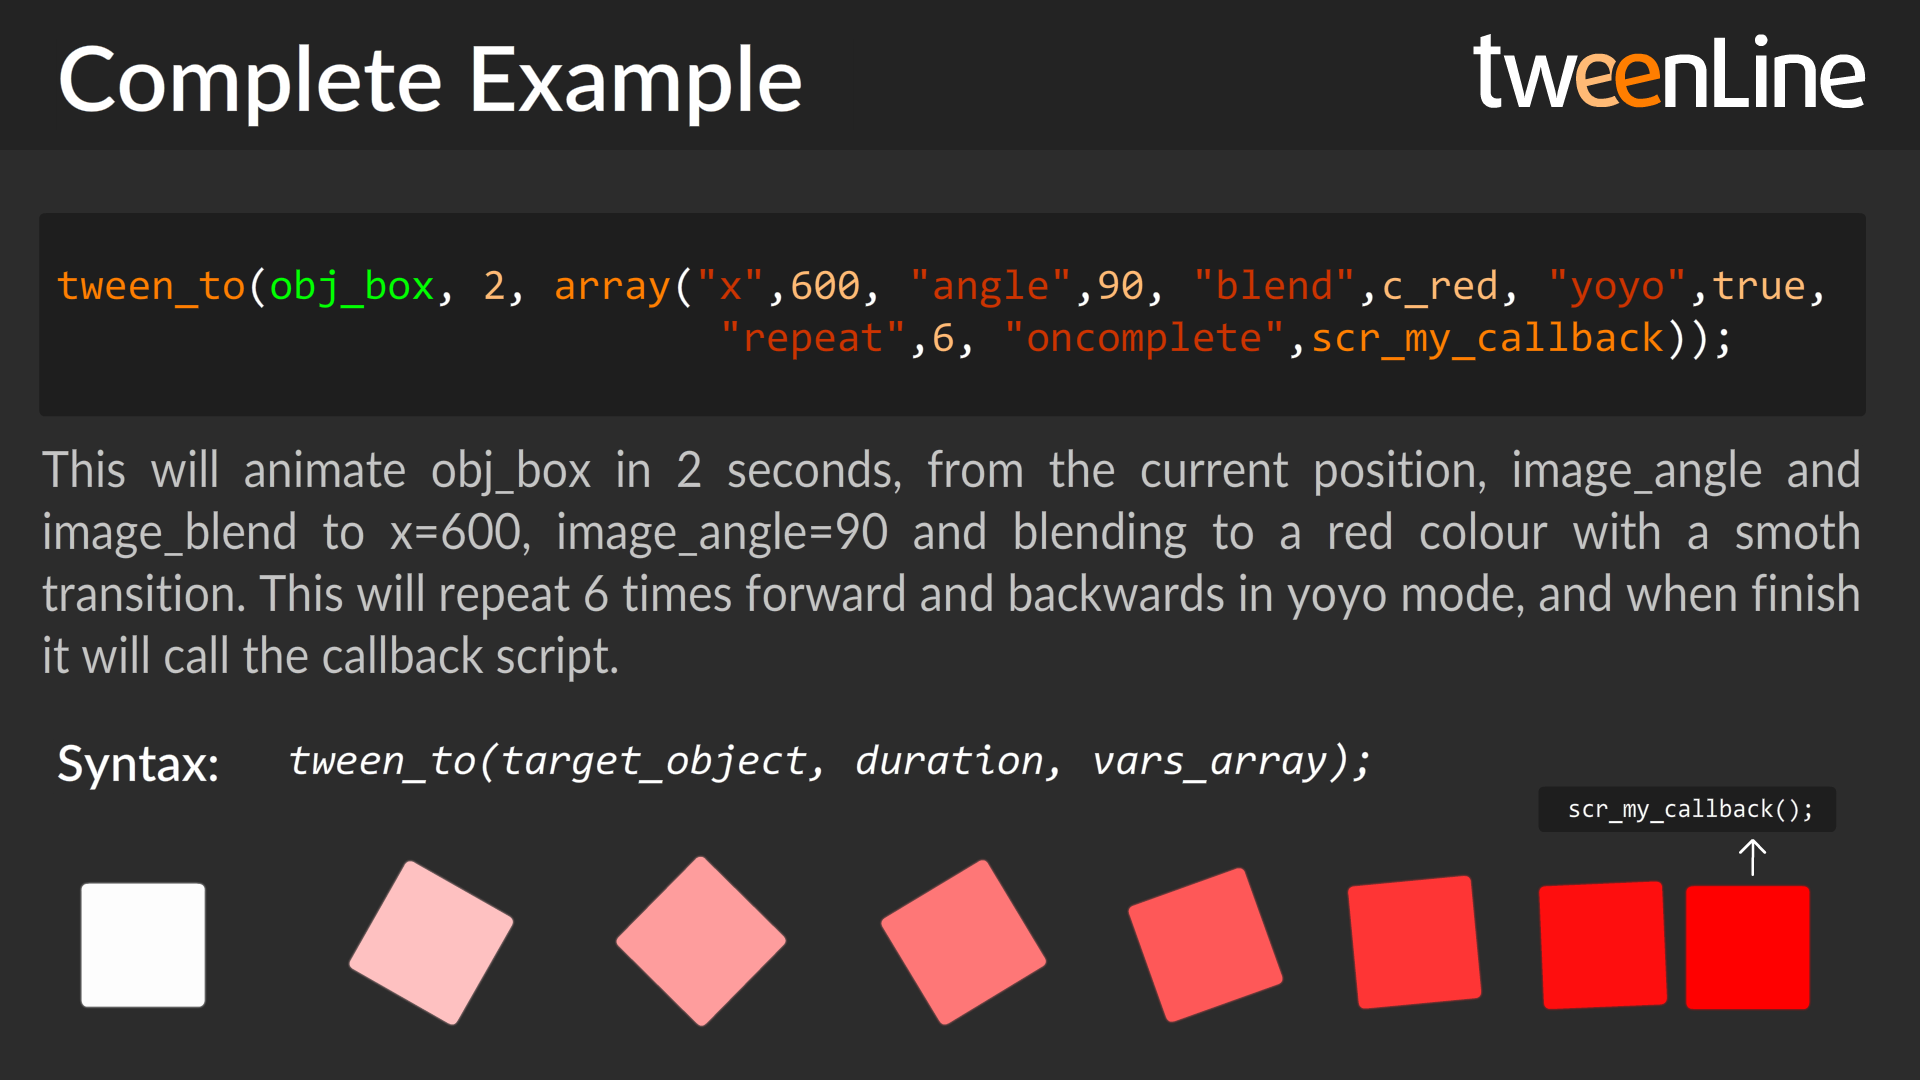 Complete Example
tweenLine
tween_to(obj_box, 2, array("x",600, "angle",90, "blend",c_red, "yoyo",true,
"repeat",6, "oncomplete",scr_my_callback));
This will animate obj_box in 2 seconds, from the current position, image_angle and
image_blend to x=600, image_angle=90 and blending to a red colour with a smoth
transition. This will repeat 6 times forward and backwards in yoyo mode, and when finish
it will call the callback script.
Syntax: tween_to(target_object, duration, vars_array);
scr_my_callback();